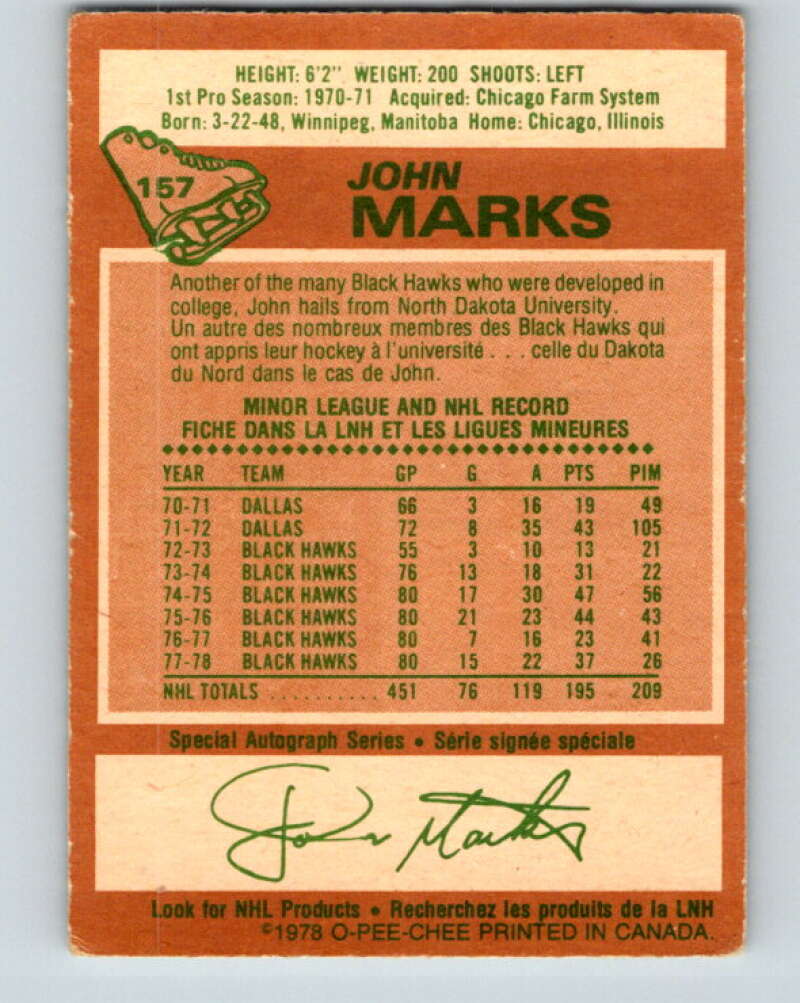 HEIGHT: 6'2" WEIGHT: 200 SHOOTS: LEFT
1st Pro Season: 1970-71 Acquired: Chicago Farm System
Born: 3-22-48, Winnipeg, Manitoba Home: Chicago, Illinois
157
JOHN
MARKS
Another of the many Black Hawks who were developed in
college, John hails from North Dakota University.
Un autre des nombreux membres des Black Hawks qui
ont appris leur hockey à l'université . . . celle du Dakota
du Nord dans le cas de John.
MINOR LEAGUE AND NHL RECORD
FICHE DANS LA LNH ET LES LIGUES MINEURES
YEAR TEAM GP G A PTS PIM
70-71 DALLAS 66 3 16 19 49
71-72 DALLAS 72 8 35 43 105
72-73 BLACK HAWKS 55 3 10 13 21
73-74 BLACK HAWKS 76 13 18 31 22
74-75 BLACK HAWKS 80 17 30 47 56
75-76 BLACK HAWKS 80 21 23 44 43
76-77 BLACK HAWKS 80 7 16 23 41
77-78 BLACK HAWKS 80 15 22 37 26
NHL TOTALS .......... 451 76 119 195 209
Special Autograph Series • Série signée spéciale
John Marks
Look for NHL Products • Recherchez les produits de la LNH
©1978 O-PEE-CHEE PRINTED IN CANADA.